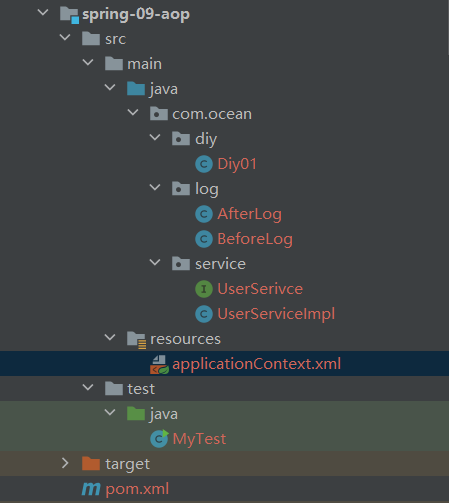 spring-09-aop
src
main
java
com.ocean
diy
Diy01
log
AfterLog
BeforeLog
service
UserSerivce
UserServiceImpl
resources
applicationContext.xml
test
java
MyTest
target
pom.xml